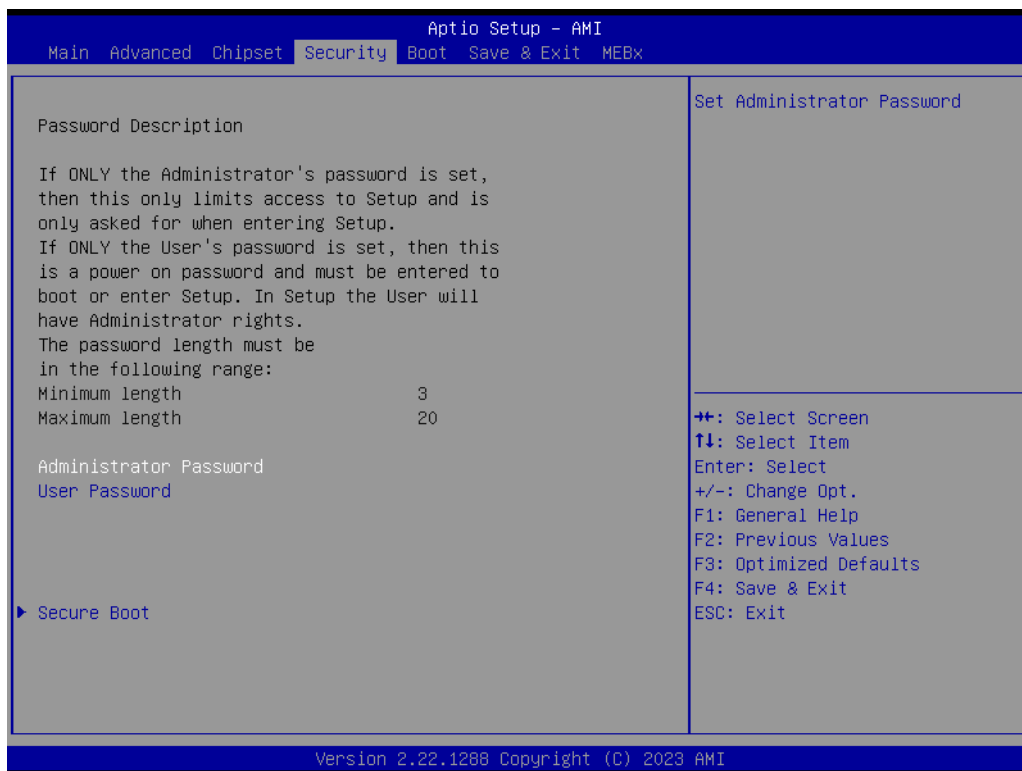 Aptio Setup – AMI
Main Advanced Chipset Security Boot Save & Exit MEBx
Password Description
If ONLY the Administrator's password is set,
then this only limits access to Setup and is
only asked for when entering Setup.
If ONLY the User's password is set, then this
is a power on password and must be entered to
boot or enter Setup. In Setup the User will
have Administrator rights.
The password length must be
in the following range:
Minimum length 3
Maximum length 20
Administrator Password
User Password
Secure Boot
Set Administrator Password
→←: Select Screen
↑↓: Select Item
Enter: Select
+/-: Change Opt.
F1: General Help
F2: Previous Values
F3: Optimized Defaults
F4: Save & Exit
ESC: Exit
Version 2.22.1288 Copyright (C) 2023 AMI